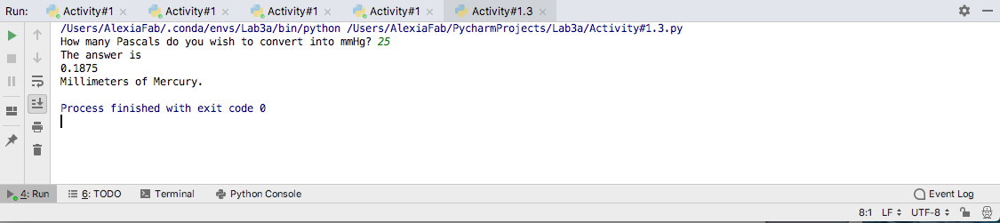 Run: Activity#1 Activity#1 Activity#1 Activity#1 Activity#1.3
/Users/AlexiaFab/.conda/envs/Lab3a/bin/python /Users/AlexiaFab/PycharmProjects/Lab3a/Activity#1.3.py
How many Pascals do you wish to convert into mmHg? 25
The answer is
0.1875
Millimeters of Mercury.
Process finished with exit code 0
4: Run 6: TODO Terminal Python Console Event Log
8:1 LF UTF-8